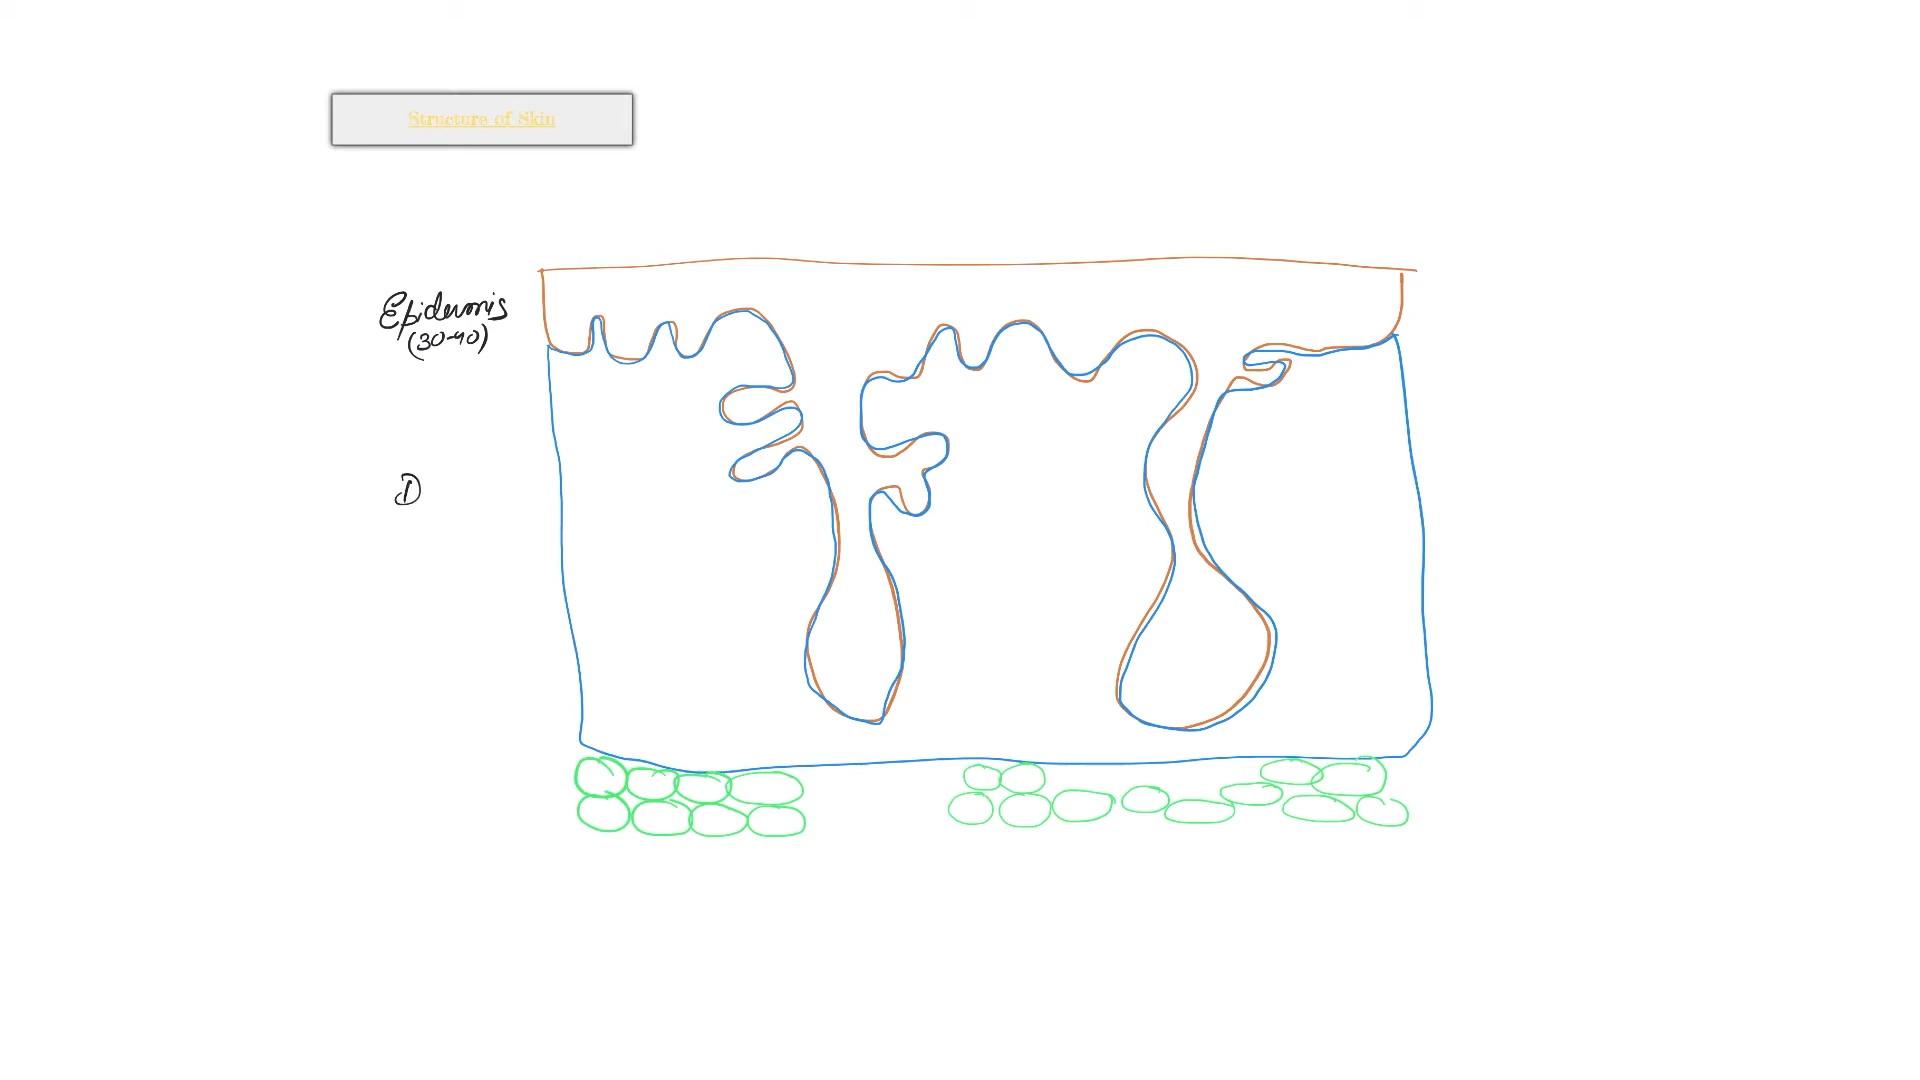 Structure of Skin
Epidermis
(30-40)
D